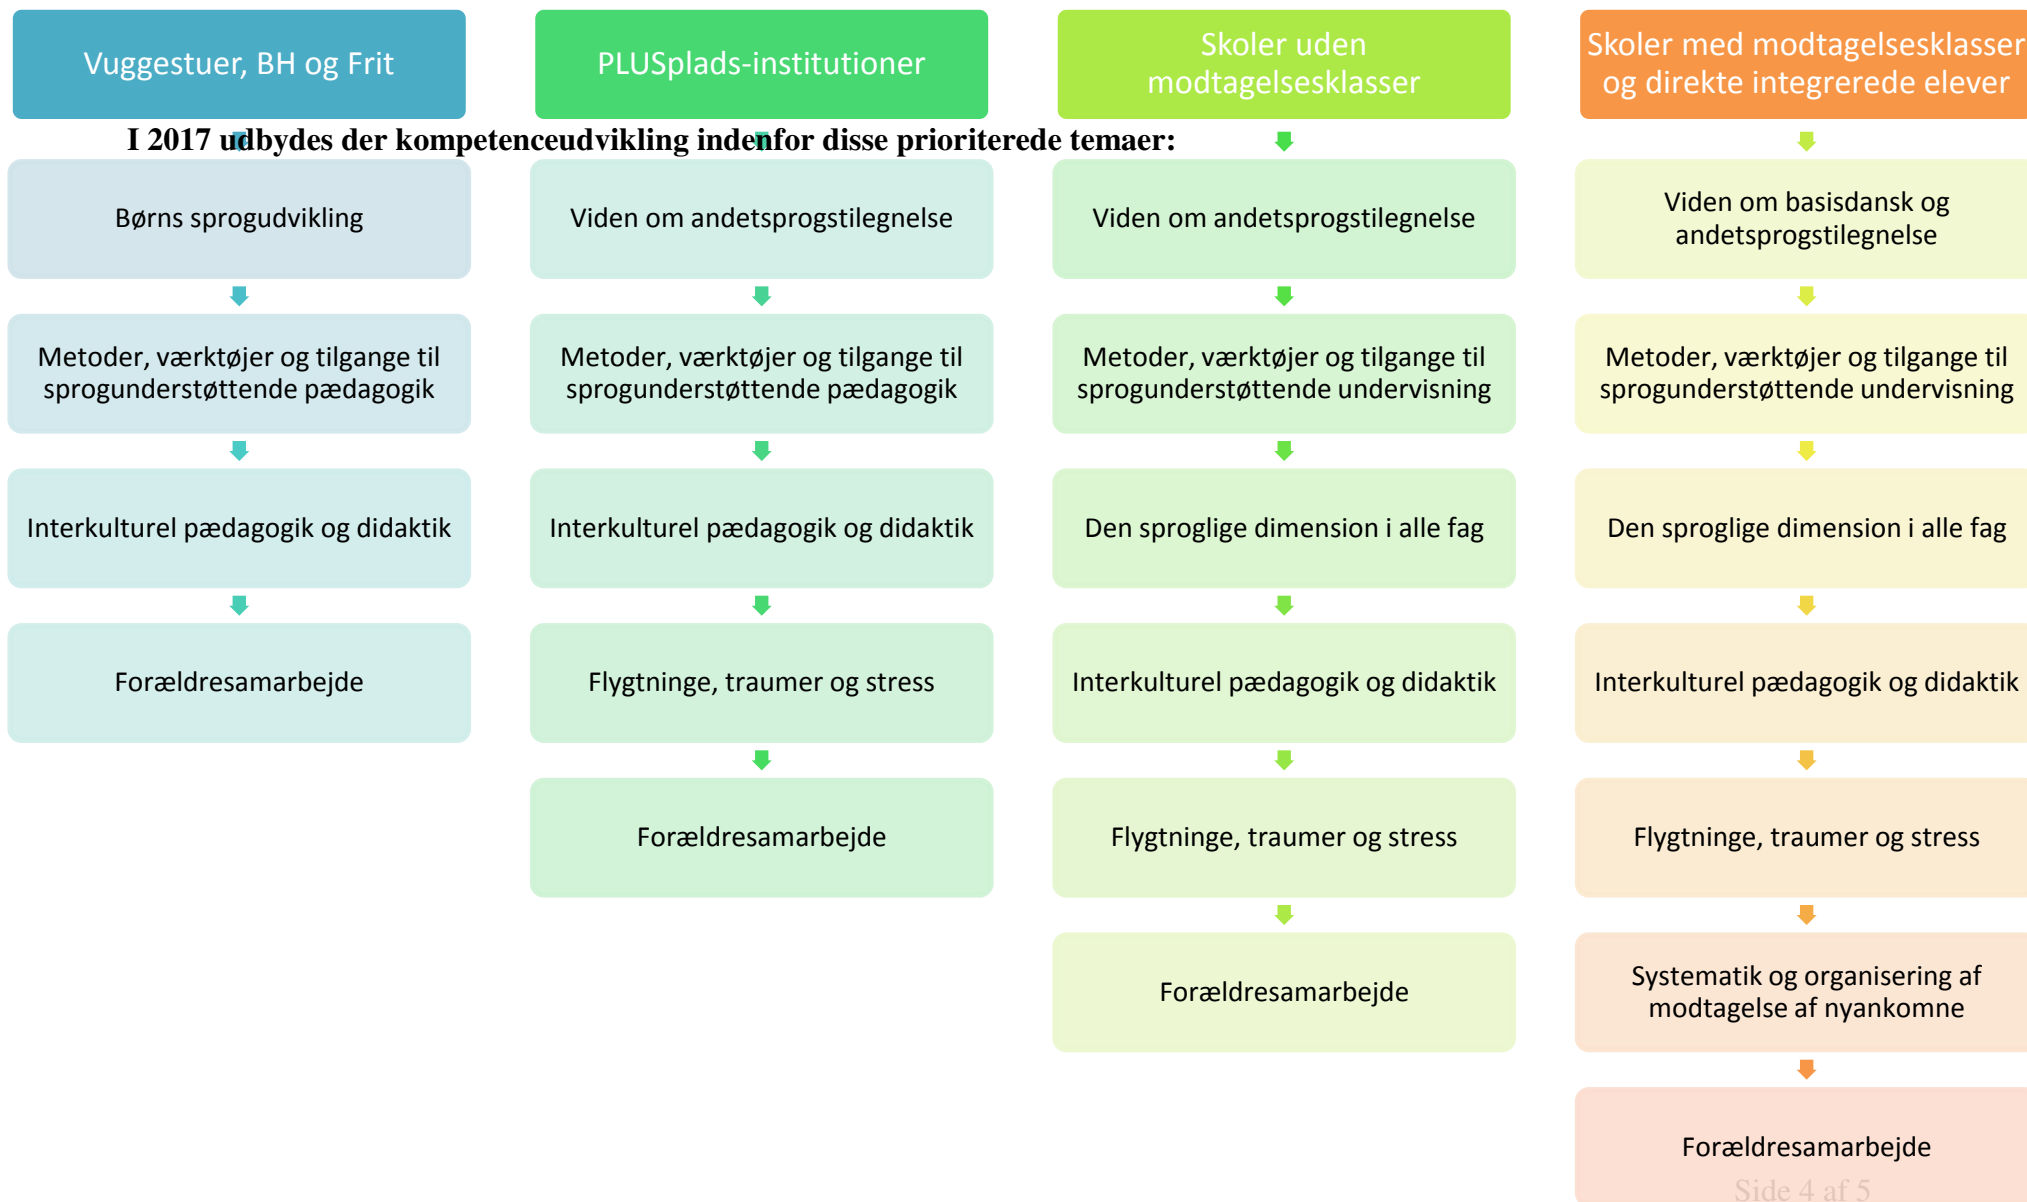 Vuggestuer, BH og Frit
Børns sprogudvikling
Metoder, værktøjer og tilgange til
sprogunderstøttende pædagogik
Interkulturel pædagogik og didaktik
Forældresamarbejde
PLUSplads-institutioner
Viden om andetsprogstilegnelse
Metoder, værktøjer og tilgange til
sprogunderstøttende pædagogik
Interkulturel pædagogik og didaktik
Flygtninge, traumer og stress
Forældresamarbejde
Skoler uden
modtagelsesklasser
Viden om andetsprogstilegnelse
Metoder, værktøjer og tilgange til
sprogunderstøttende undervisning
Den sproglige dimension i alle fag
Interkulturel pædagogik og didaktik
Flygtninge, traumer og stress
Forældresamarbejde
Skoler med modtagelsesklasser
og direkte integrerede elever
Viden om basisdansk og
andetsprogstilegnelse
Metoder, værktøjer og tilgange til
sprogunderstøttende undervisning
Den sproglige dimension i alle fag
Interkulturel pædagogik og didaktik
Flygtninge, traumer og stress
Systematik og organisering af
modtagelse af nyankomne
Forældresamarbejde
I 2017 udbydes der kompetenceudvikling indenfor disse prioriterede temaer:
Side 4 af 5